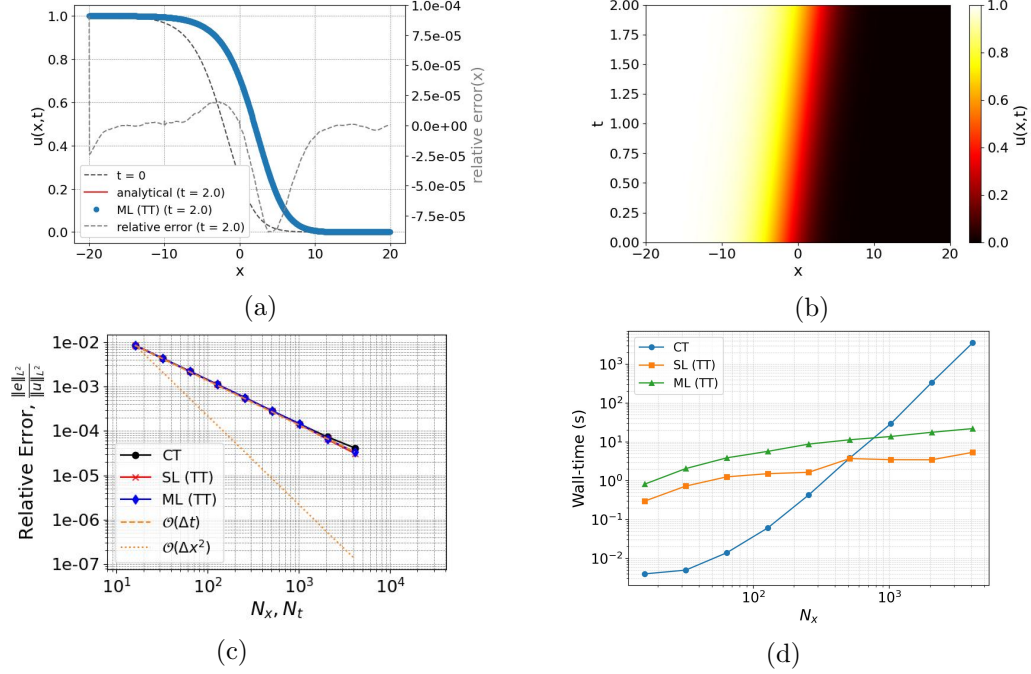 1.0
0.8
0.6
0.4
0.2
0.0
u(x,t)
−20 −10 0 10 20
x
1.0e-04
7.5e-05
5.0e-05
2.5e-05
0.0e+00
-2.5e-05
-5.0e-05
-7.5e-05
relative error(x)
t = 0
analytical (t = 2.0)
ML (TT) (t = 2.0)
relative error (t = 2.0)
(a)
2.00
1.75
1.50
1.25
1.00
0.75
0.50
0.25
0.00
t
−20 −10 0 10 20
x
1.0
0.8
0.6
0.4
0.2
0.0
u(x,t)
(b)
1e-02
1e-03
1e-04
1e-05
1e-06
1e-07
Relative Error, ‖e‖_{L²} / ‖u‖_{L²}
CT
SL (TT)
ML (TT)
𝒪(Δt)
𝒪(Δx²)
10¹ 10² 10³ 10⁴
Nₓ, Nₜ
(c)
10³
10²
10¹
10⁰
10⁻¹
10⁻²
Wall-time (s)
CT
SL (TT)
ML (TT)
10² 10³
Nₓ
(d)